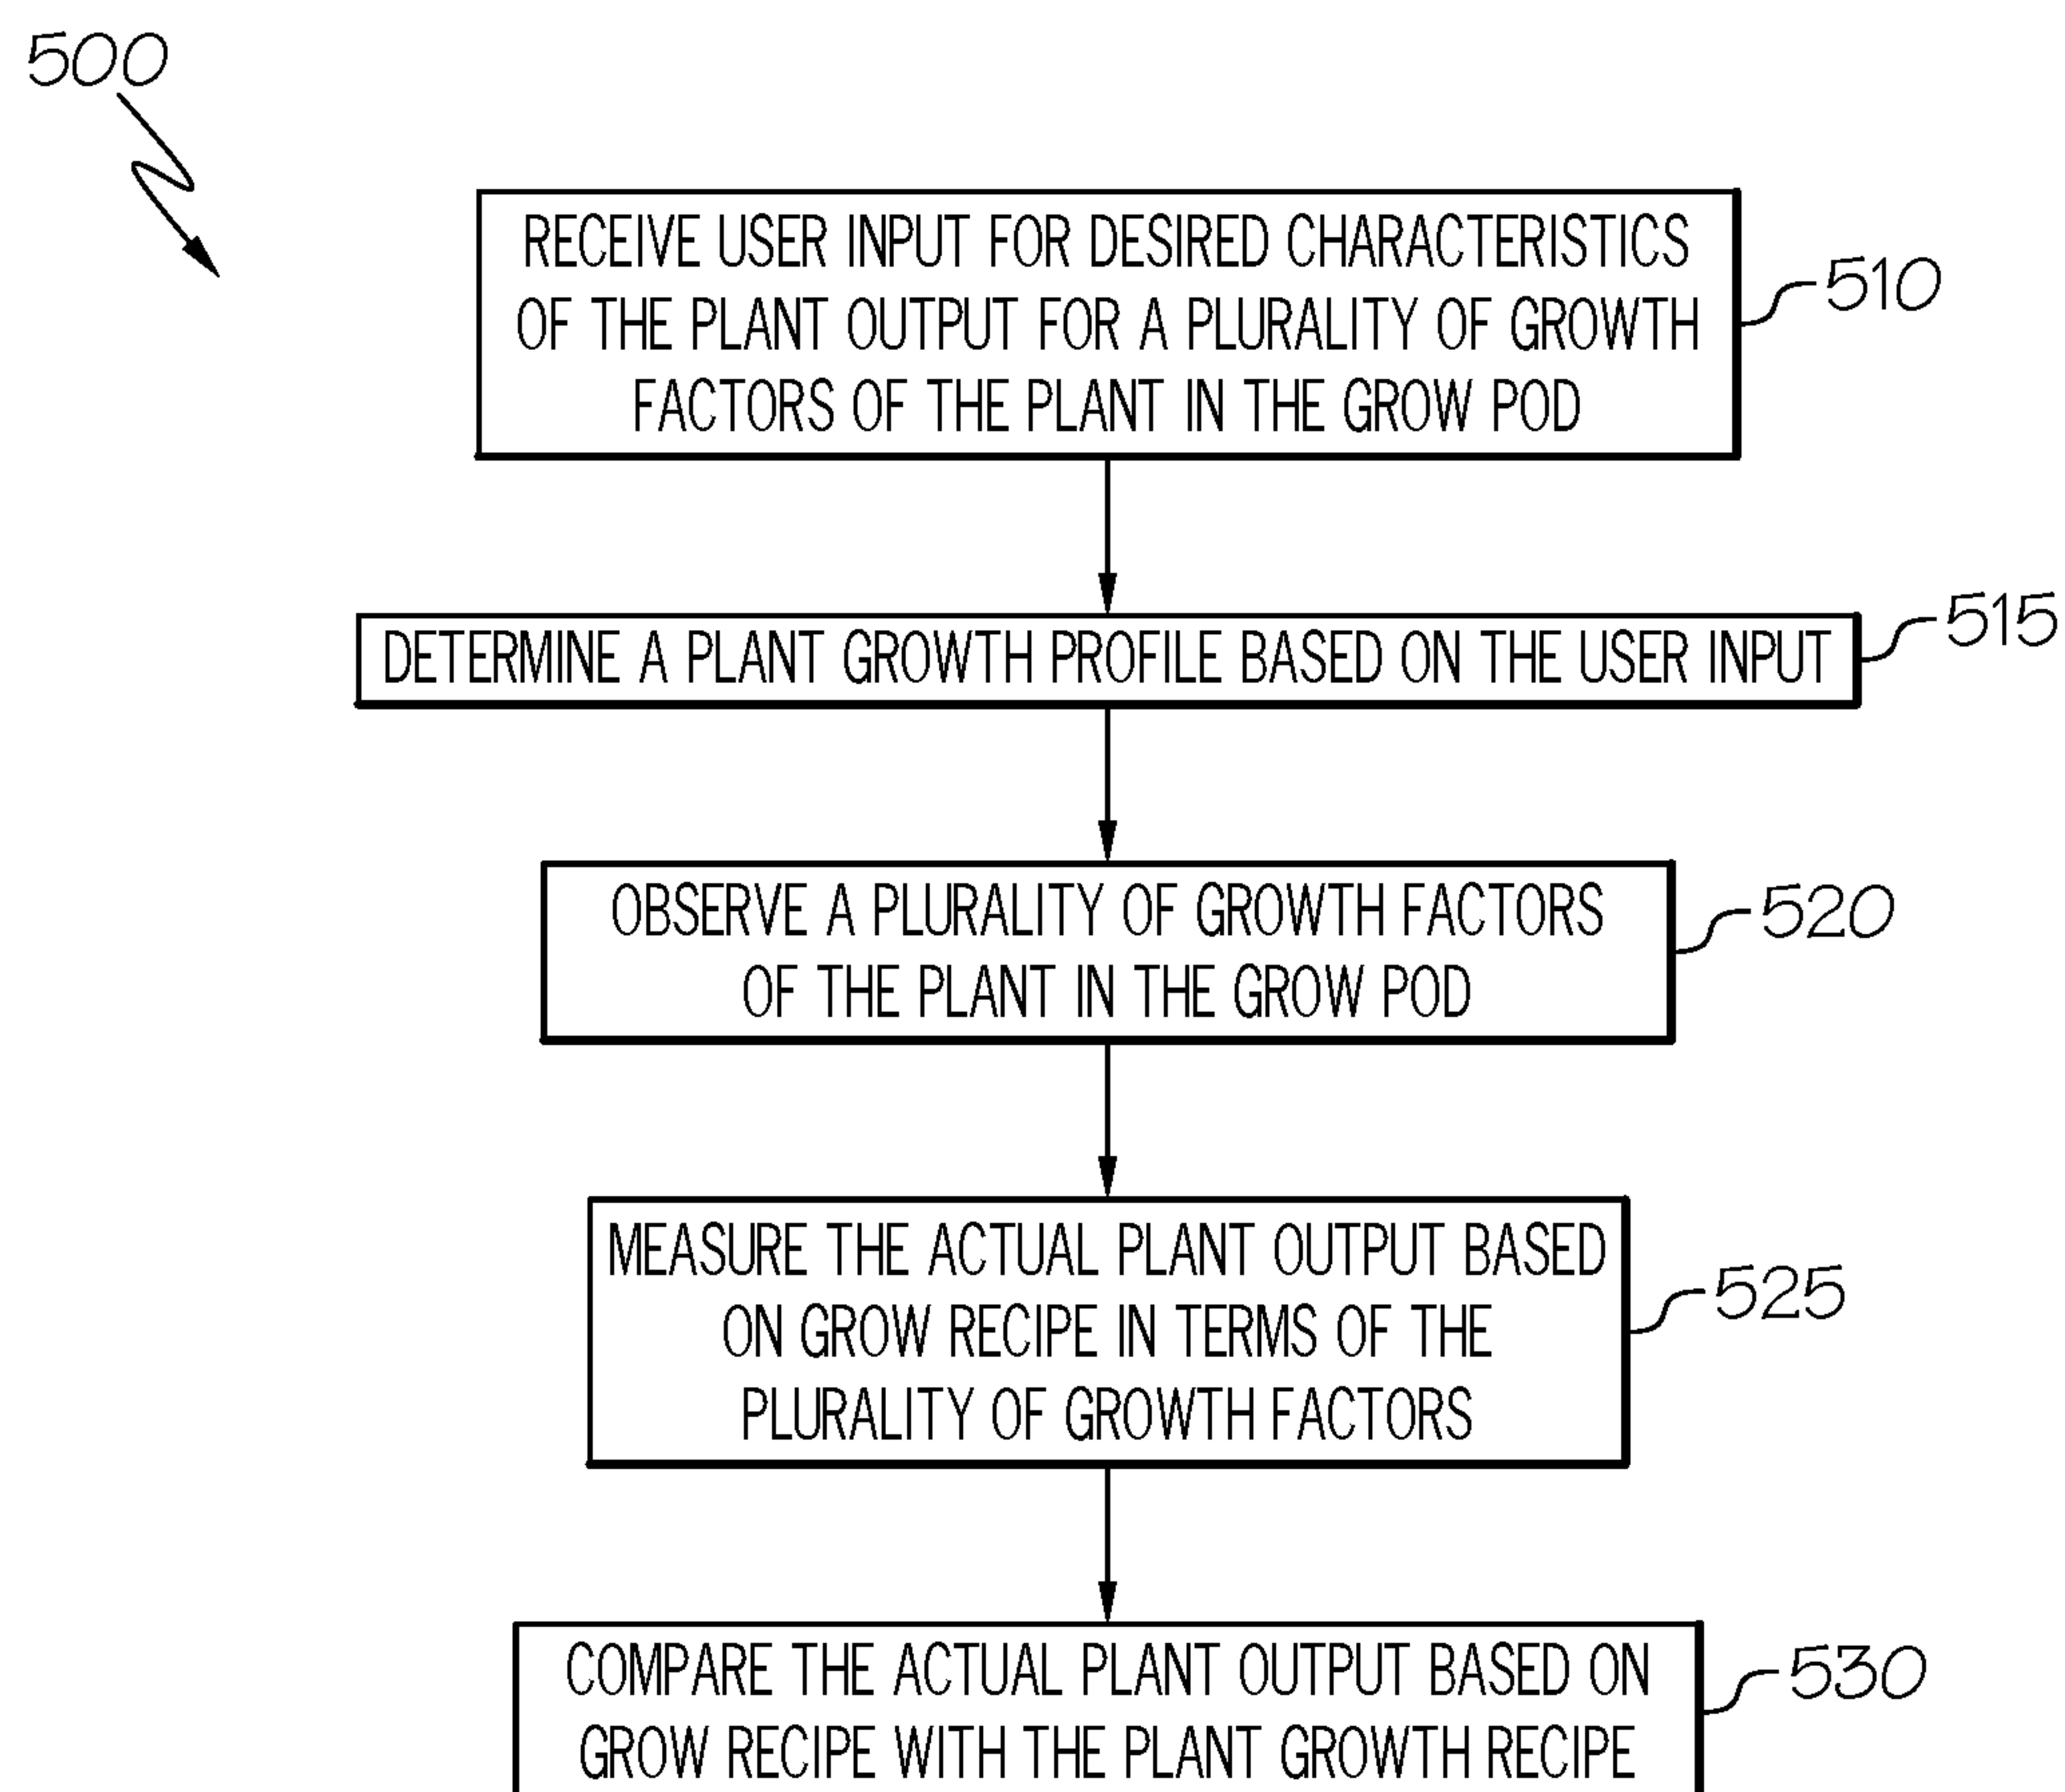 500
RECEIVE USER INPUT FOR DESIRED CHARACTERISTICS
OF THE PLANT OUTPUT FOR A PLURALITY OF GROWTH
FACTORS OF THE PLANT IN THE GROW POD
510
DETERMINE A PLANT GROWTH PROFILE BASED ON THE USER INPUT
515
OBSERVE A PLURALITY OF GROWTH FACTORS
OF THE PLANT IN THE GROW POD
520
MEASURE THE ACTUAL PLANT OUTPUT BASED
ON GROW RECIPE IN TERMS OF THE
PLURALITY OF GROWTH FACTORS
525
COMPARE THE ACTUAL PLANT OUTPUT BASED ON
GROW RECIPE WITH THE PLANT GROWTH RECIPE
530